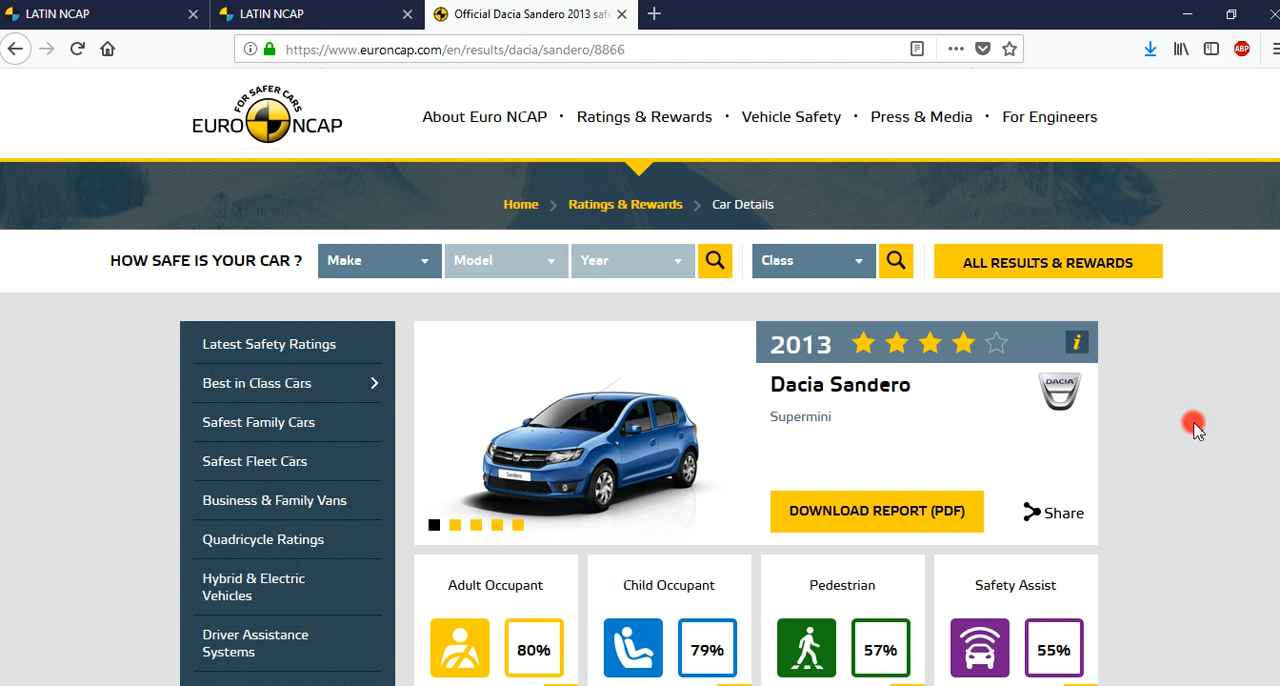 LATIN NCAP
LATIN NCAP
Official Dacia Sandero 2013 saf
https://www.euroncap.com/en/results/dacia/sandero/8866
ABP
FOR SAFER CARS
EURO NCAP
About Euro NCAP • Ratings & Rewards • Vehicle Safety • Press & Media • For Engineers
Home > Ratings & Rewards > Car Details
HOW SAFE IS YOUR CAR ?
Make
Model
Year
Class
ALL RESULTS & REWARDS
Latest Safety Ratings
Best in Class Cars
Safest Family Cars
Safest Fleet Cars
Business & Family Vans
Quadricycle Ratings
Hybrid & Electric
Vehicles
Driver Assistance
Systems
Sandero
2013
i
Dacia Sandero
DACIA
Supermini
DOWNLOAD REPORT (PDF)
Share
Adult Occupant
80%
Child Occupant
79%
Pedestrian
57%
Safety Assist
55%